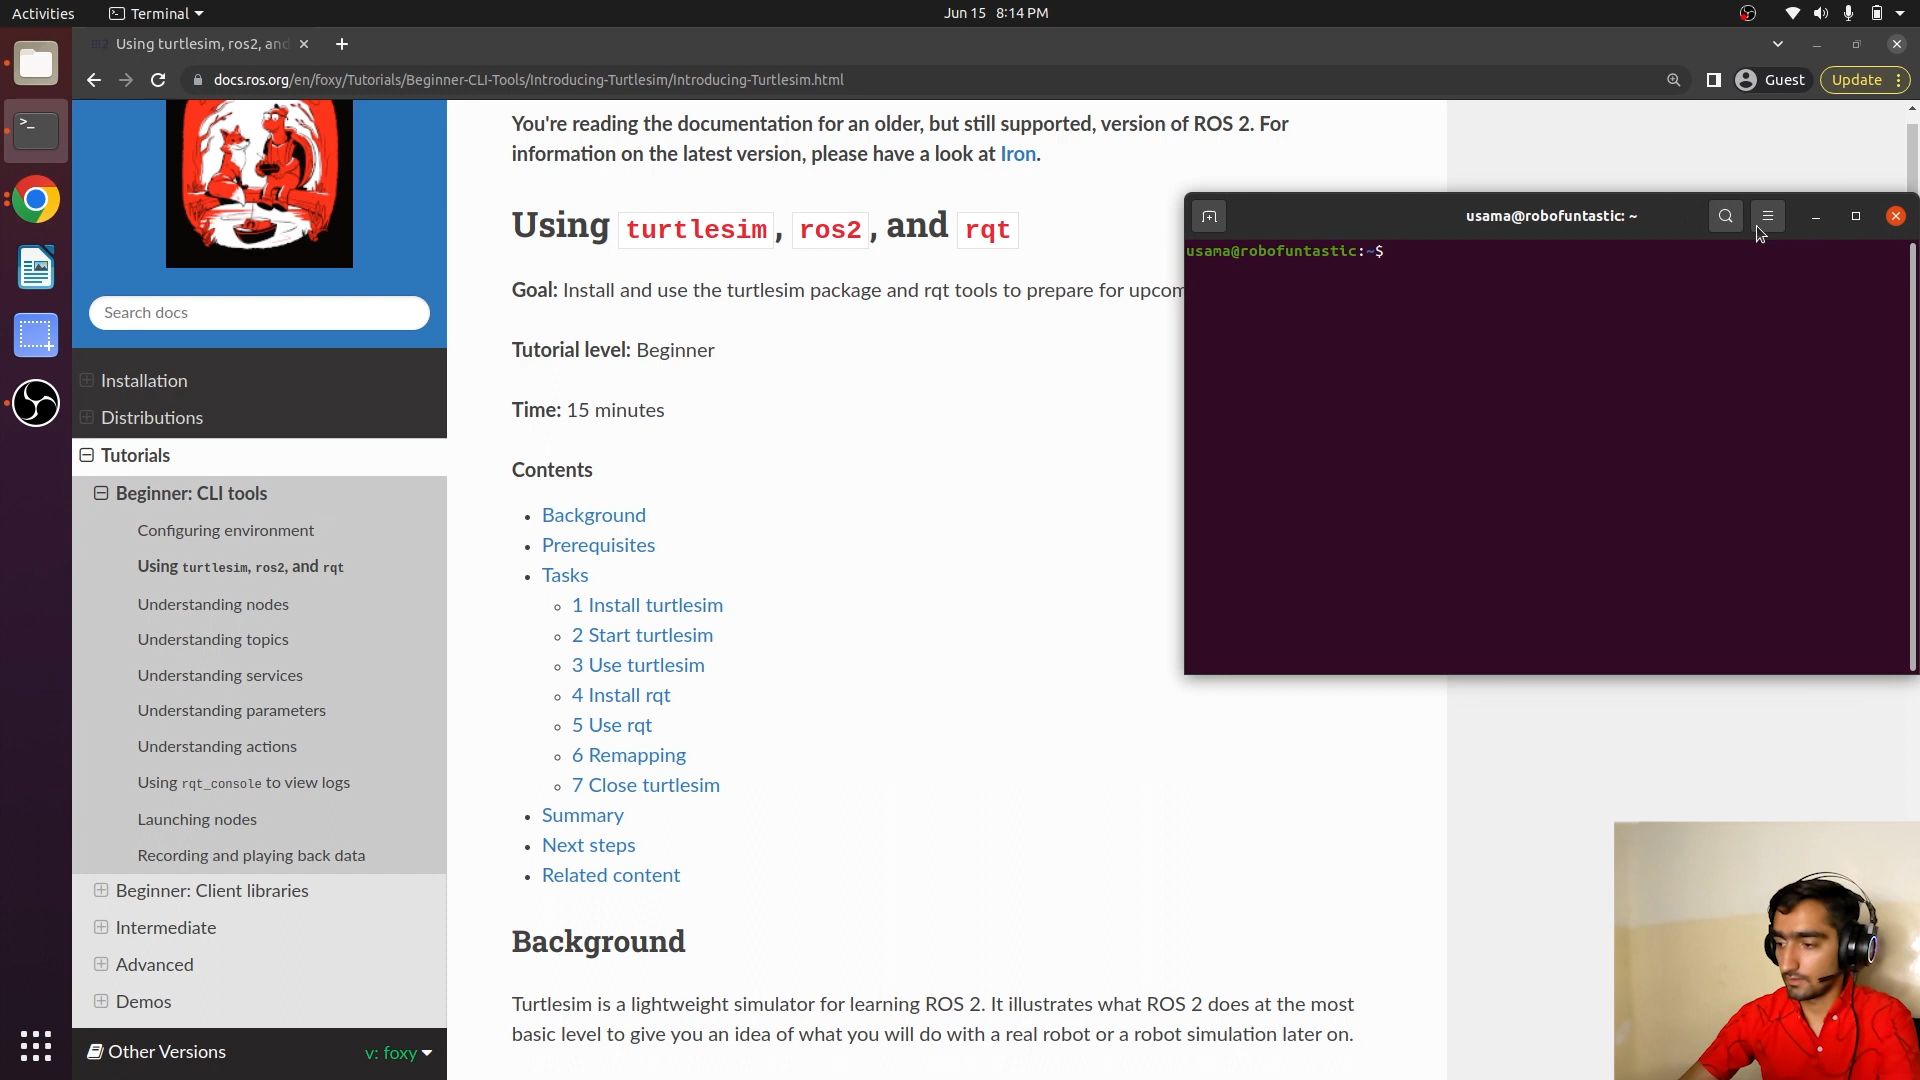 Activities
Terminal
Jun 15 8:14 PM
Using turtlesim, ros2, and
docs.ros.org/en/foxy/Tutorials/Beginner-CLI-Tools/Introducing-Turtlesim/Introducing-Turtlesim.html
Guest
Update
Search docs
Installation
Distributions
Tutorials
Beginner: CLI tools
Configuring environment
Using turtlesim, ros2, and rqt
Understanding nodes
Understanding topics
Understanding services
Understanding parameters
Understanding actions
Using rqt_console to view logs
Launching nodes
Recording and playing back data
Beginner: Client libraries
Intermediate
Advanced
Demos
Other Versions
v: foxy
You're reading the documentation for an older, but still supported, version of ROS 2. For
information on the latest version, please have a look at Iron.
Using turtlesim, ros2, and rqt
Goal: Install and use the turtlesim package and rqt tools to prepare for upcom
Tutorial level: Beginner
Time: 15 minutes
Contents
Background
Prerequisites
Tasks
1 Install turtlesim
2 Start turtlesim
3 Use turtlesim
4 Install rqt
5 Use rqt
6 Remapping
7 Close turtlesim
Summary
Next steps
Related content
Background
Turtlesim is a lightweight simulator for learning ROS 2. It illustrates what ROS 2 does at the most
basic level to give you an idea of what you will do with a real robot or a robot simulation later on.
usama@robofuntastic: ~
usama@robofuntastic:~$